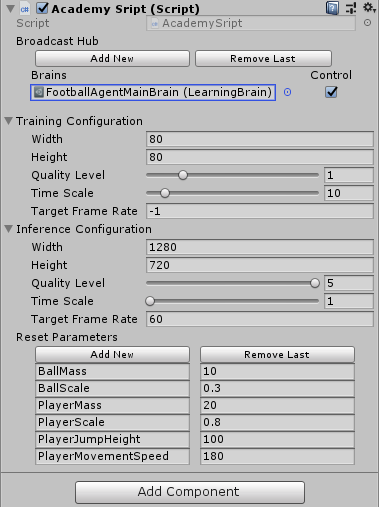 Academy Sript (Script)
Script AcademySript
Broadcast Hub
Add New Remove Last
Brains Control
FootballAgentMainBrain (LearningBrain)
Training Configuration
Width 80
Height 80
Quality Level 1
Time Scale 10
Target Frame Rate -1
Inference Configuration
Width 1280
Height 720
Quality Level 5
Time Scale 1
Target Frame Rate 60
Reset Parameters
Add New Remove Last
BallMass 10
BallScale 0.3
PlayerMass 20
PlayerScale 0.8
PlayerJumpHeight 100
PlayerMovementSpeed 180
Add Component